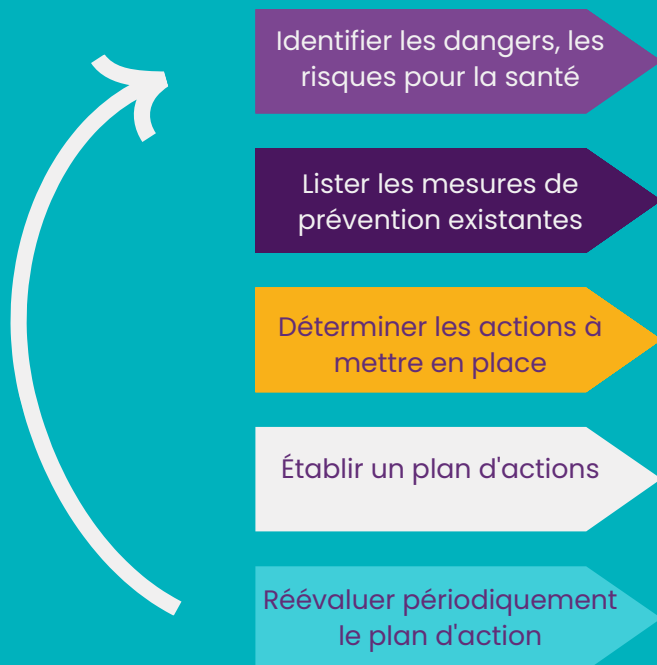 Identifier les dangers, les
risques pour la santé
Lister les mesures de
prévention existantes
Déterminer les actions à
mettre en place
Établir un plan d'actions
Réévaluer périodiquement
le plan d'action